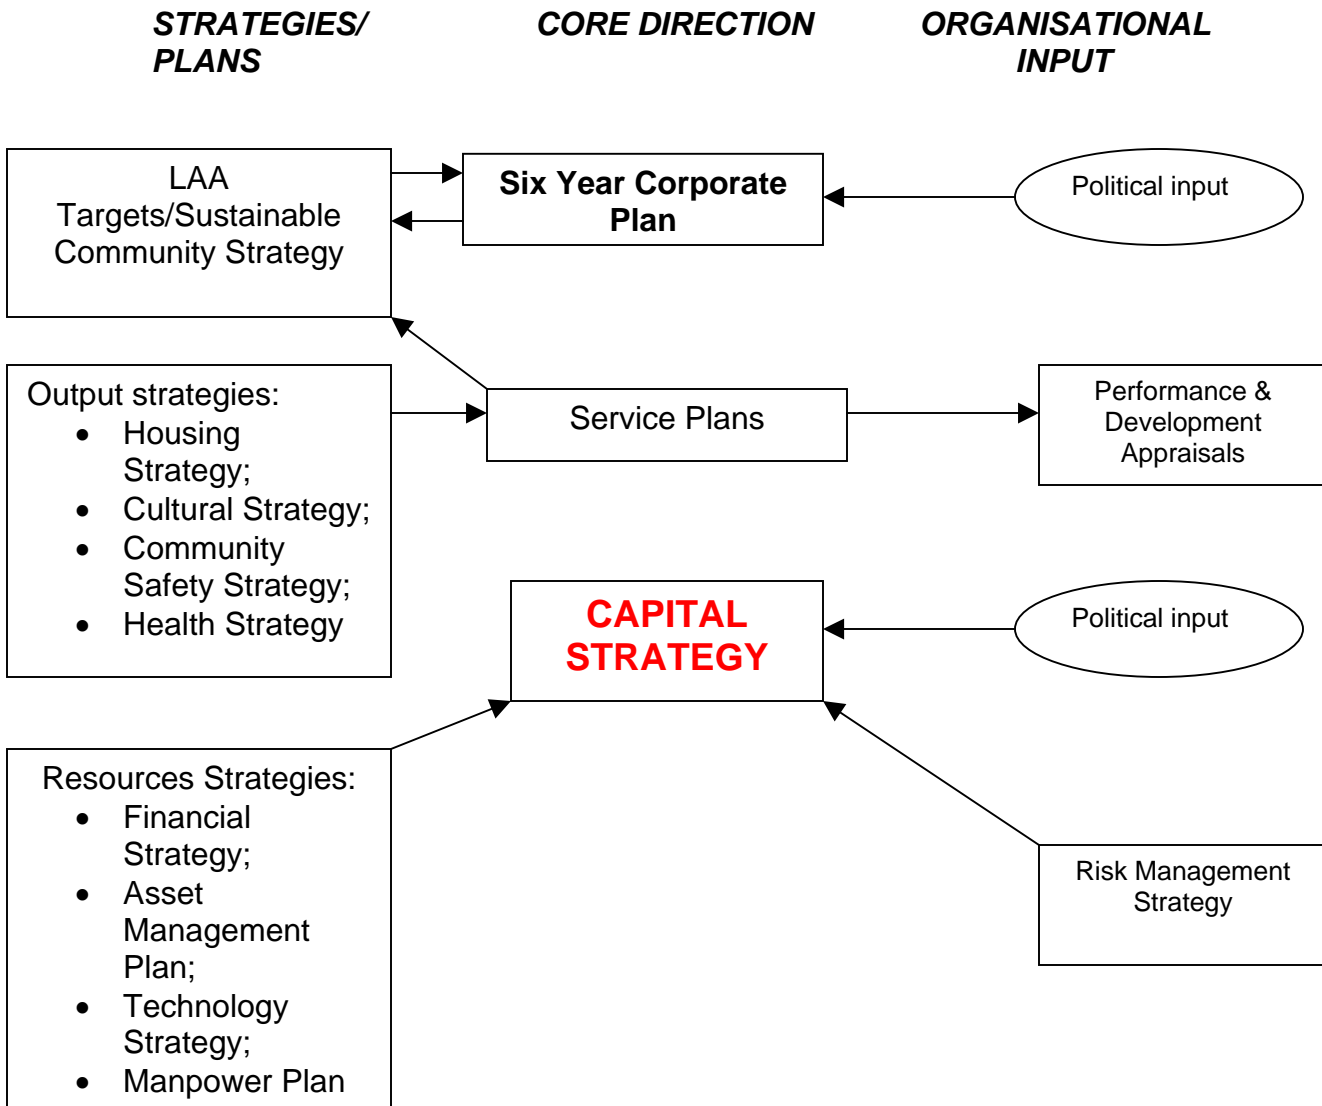 STRATEGIES/
PLANS
CORE DIRECTION
ORGANISATIONAL
INPUT
LAA
Targets/Sustainable
Community Strategy
Six Year Corporate
Plan
Political input
Output strategies:
• Housing
Strategy;
• Cultural Strategy;
• Community
Safety Strategy;
• Health Strategy
Service Plans
Performance &
Development
Appraisals
CAPITAL
STRATEGY
Political input
Resources Strategies:
• Financial
Strategy;
• Asset
Management
Plan;
• Technology
Strategy;
• Manpower Plan
Risk Management
Strategy